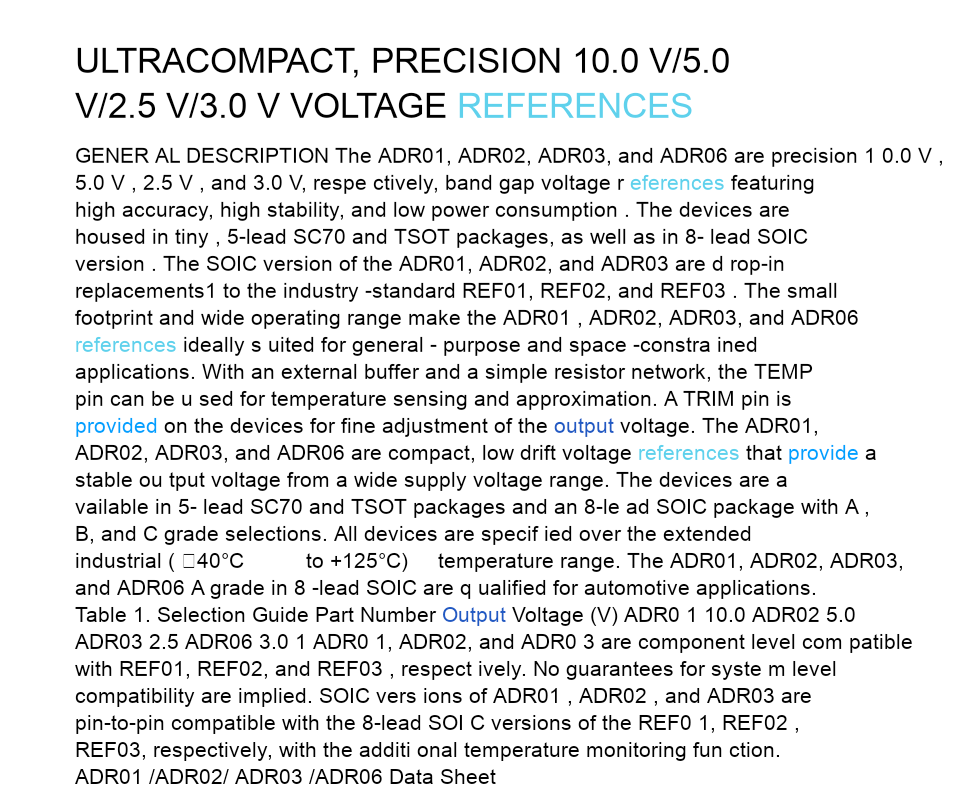 ULTRACOMPACT, PRECISION 10.0 V/5.0
V/2.5 V/3.0 V VOLTAGE REFERENCES
GENER AL DESCRIPTION The ADR01, ADR02, ADR03, and ADR06 are precision 1 0.0 V ,
5.0 V , 2.5 V , and 3.0 V, respe ctively, band gap voltage r eferences featuring
high accuracy, high stability, and low power consumption . The devices are
housed in tiny , 5-lead SC70 and TSOT packages, as well as in 8- lead SOIC
version . The SOIC version of the ADR01, ADR02, and ADR03 are d rop-in
replacements1 to the industry -standard REF01, REF02, and REF03 . The small
footprint and wide operating range make the ADR01 , ADR02, ADR03, and ADR06
references ideally s uited for general - purpose and space -constra ined
applications. With an external buffer and a simple resistor network, the TEMP
pin can be u sed for temperature sensing and approximation. A TRIM pin is
provided on the devices for fine adjustment of the output voltage. The ADR01,
ADR02, ADR03, and ADR06 are compact, low drift voltage references that provide a
stable ou tput voltage from a wide supply voltage range. The devices are a
vailable in 5- lead SC70 and TSOT packages and an 8-le ad SOIC package with A ,
B, and C grade selections. All devices are specif ied over the extended
industrial ( □40°C to +125°C) temperature range. The ADR01, ADR02, ADR03,
and ADR06 A grade in 8 -lead SOIC are q ualified for automotive applications.
Table 1. Selection Guide Part Number Output Voltage (V) ADR0 1 10.0 ADR02 5.0
ADR03 2.5 ADR06 3.0 1 ADR0 1, ADR02, and ADR0 3 are component level com patible
with REF01, REF02, and REF03 , respect ively. No guarantees for syste m level
compatibility are implied. SOIC vers ions of ADR01 , ADR02 , and ADR03 are
pin-to-pin compatible with the 8-lead SOI C versions of the REF0 1, REF02 ,
REF03, respectively, with the additi onal temperature monitoring fun ction.
ADR01 /ADR02/ ADR03 /ADR06 Data Sheet